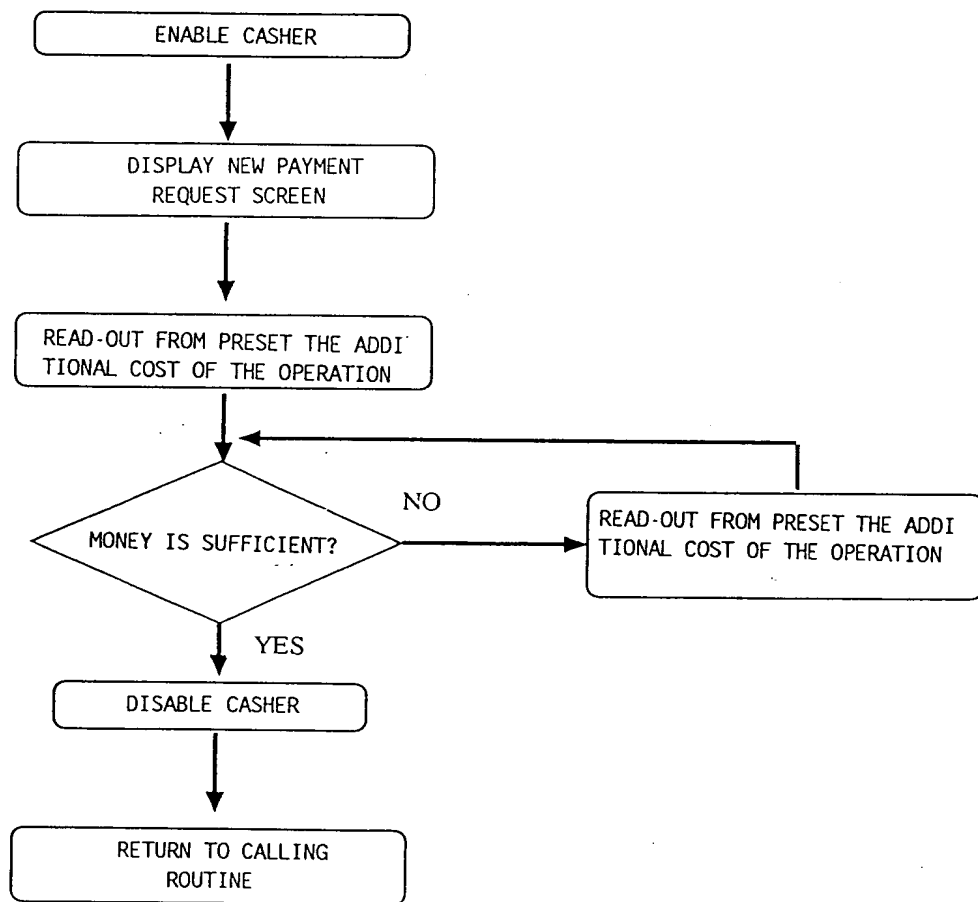 ENABLE CASHER
DISPLAY NEW PAYMENT
REQUEST SCREEN
READ-OUT FROM PRESET THE ADDI
TIONAL COST OF THE OPERATION
MONEY IS SUFFICIENT?
NO
READ-OUT FROM PRESET THE ADDI
TIONAL COST OF THE OPERATION
YES
DISABLE CASHER
RETURN TO CALLING
ROUTINE